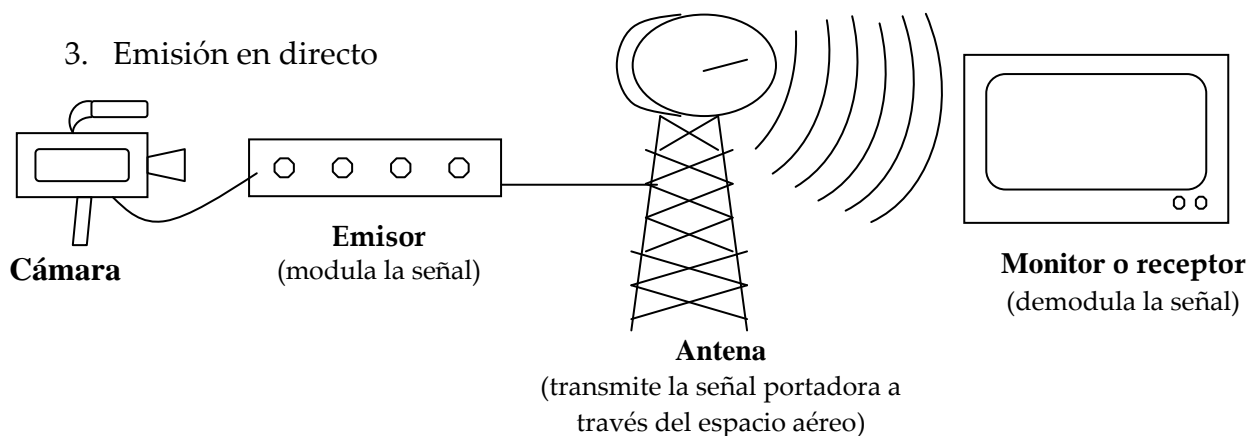 3. Emisión en directo
Cámara
Emisor
(modula la señal)
Antena
(transmite la señal portadora a
través del espacio aéreo)
Monitor o receptor
(demodula la señal)